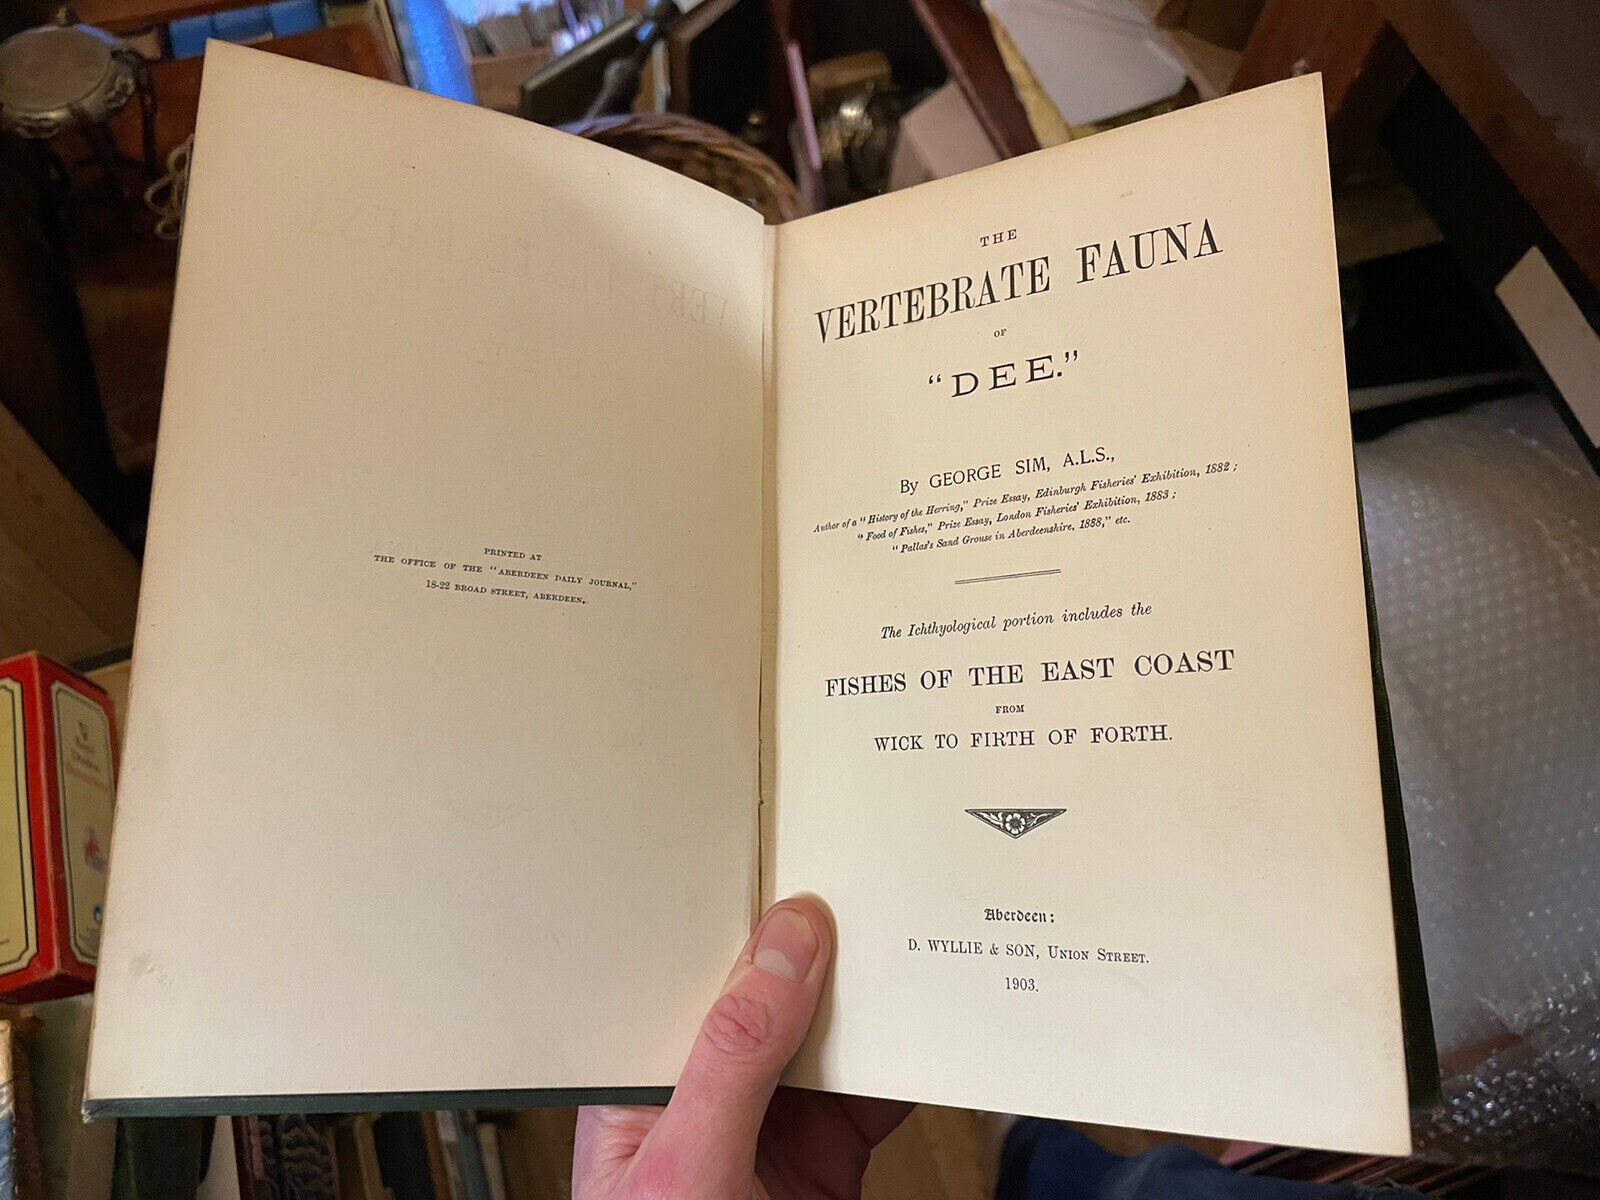 PRINTED AT
THE OFFICE OF THE "ABERDEEN DAILY JOURNAL,"
18-22 BROAD STREET, ABERDEEN.
THE
VERTEBRATE FAUNA
OF
"DEE."
By GEORGE SIM, A.L.S.,
Author of a "History of the Herring," Prize Essay, Edinburgh Fisheries' Exhibition, 1882;
"Food of Fishes," Prize Essay, London Fisheries' Exhibition, 1883;
"Pallas's Sand Grouse in Aberdeenshire, 1888," etc.
The Ichthyological portion includes the
FISHES OF THE EAST COAST
FROM
WICK TO FIRTH OF FORTH.
Aberdeen:
D. WYLLIE & SON, UNION STREET.
1903.